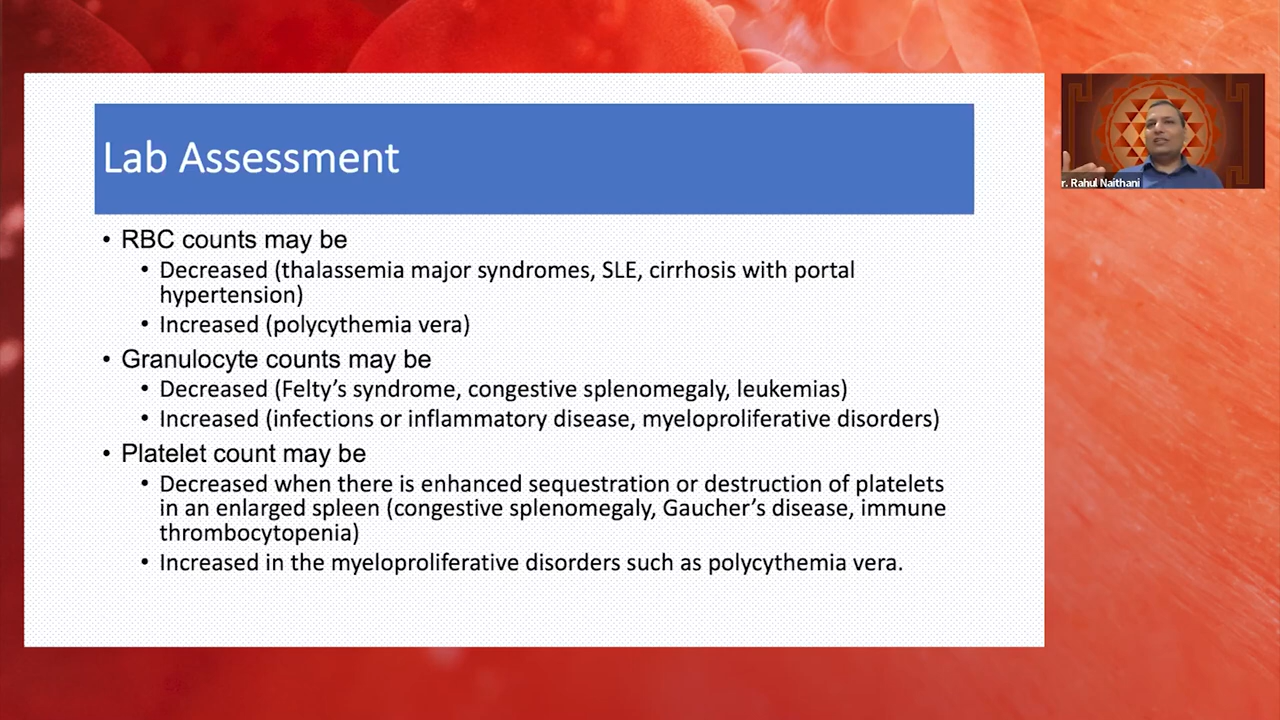 Lab Assessment
• RBC counts may be
• Decreased (thalassemia major syndromes, SLE, cirrhosis with portal
hypertension)
• Increased (polycythemia vera)
• Granulocyte counts may be
• Decreased (Felty’s syndrome, congestive splenomegaly, leukemias)
• Increased (infections or inflammatory disease, myeloproliferative disorders)
• Platelet count may be
• Decreased when there is enhanced sequestration or destruction of platelets
in an enlarged spleen (congestive splenomegaly, Gaucher’s disease, immune
thrombocytopenia)
• Increased in the myeloproliferative disorders such as polycythemia vera.
r. Rahul Naithani